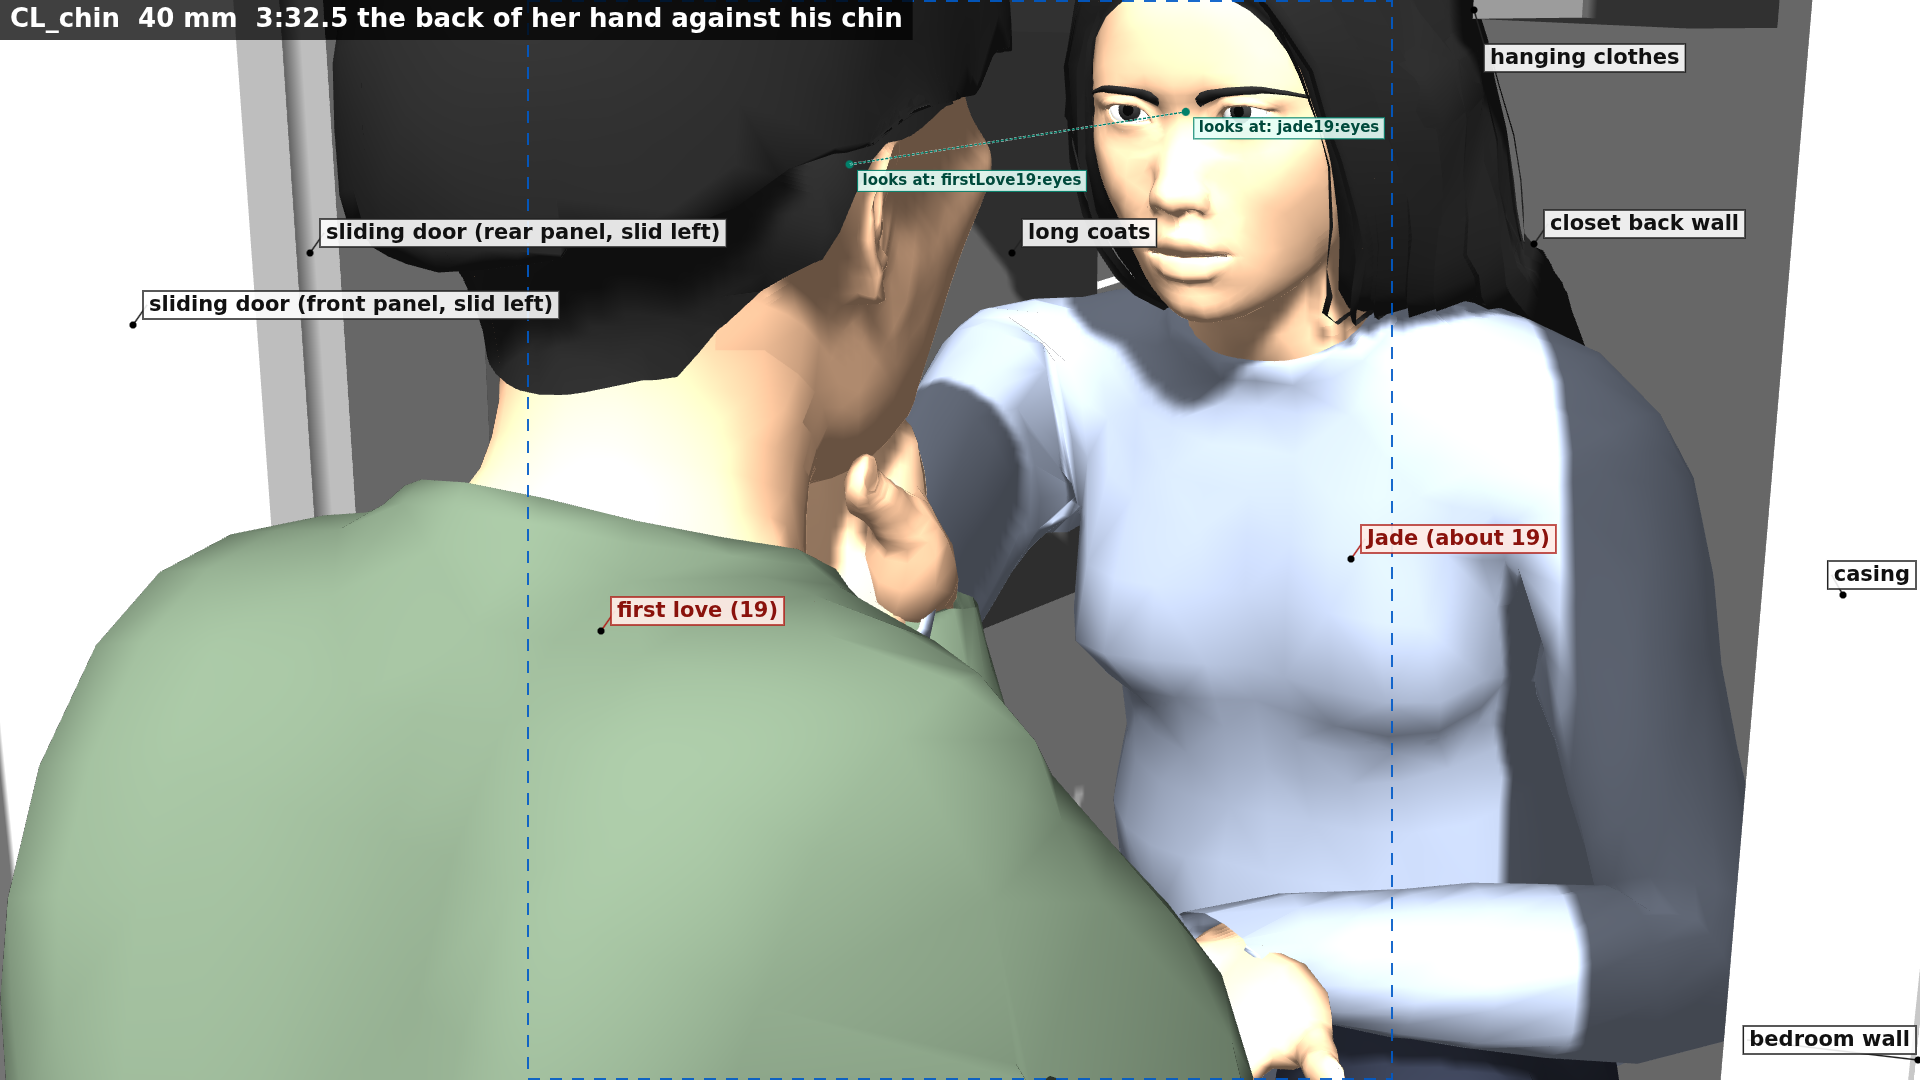 CL_chin  40 mm  3:32.5 the back of her hand against his chin
hanging clothes
looks at: jade19:eyes
looks at: firstLove19:eyes
sliding door (rear panel, slid left)
long coats
closet back wall
sliding door (front panel, slid left)
Jade (about 19)
casing
first love (19)
bedroom wall